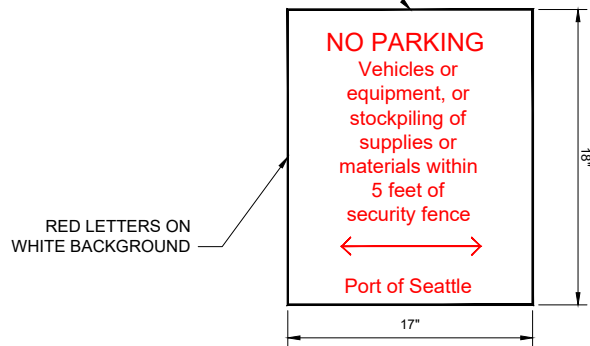 NO PARKING
Vehicles or
equipment, or
stockpiling of
supplies or
materials within
5 feet of
security fence
Port of Seattle
RED LETTERS ON
WHITE BACKGROUND
18"
17"